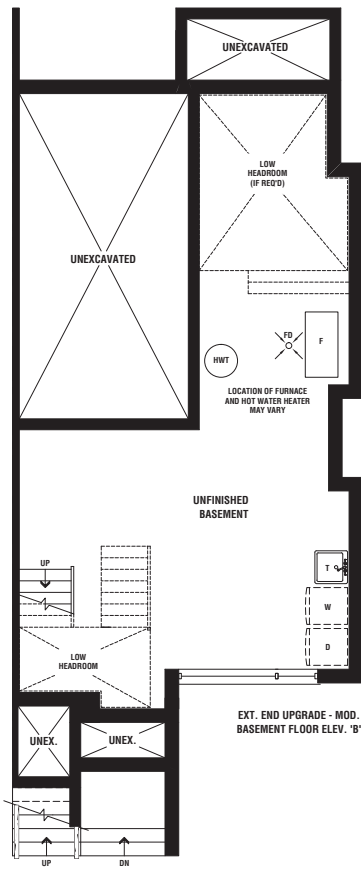 UNEXCAVATED
LOW
HEADROOM
(IF REQ'D)
UNEXCAVATED
FD
F
HWT
LOCATION OF FURNACE
AND HOT WATER HEATER
MAY VARY
UNFINISHED
BASEMENT
UP
T
W
D
LOW
HEADROOM
EXT. END UPGRADE - MOD.
BASEMENT FLOOR ELEV. 'B'
UNEX.
UNEX.
UP
DN